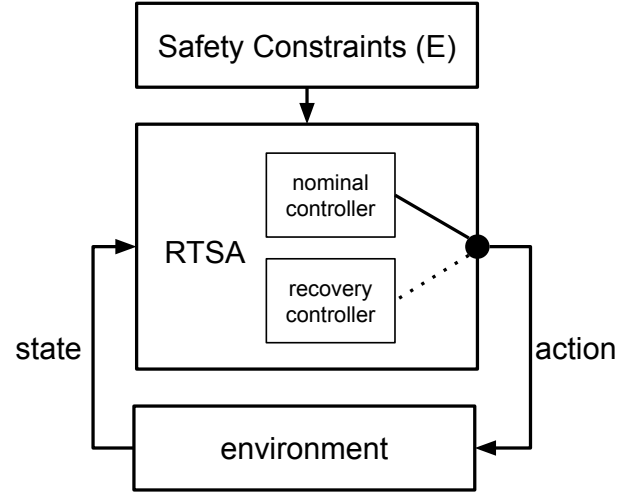 Safety Constraints (E)
nominal
controller
RTSA
recovery
controller
state
action
environment